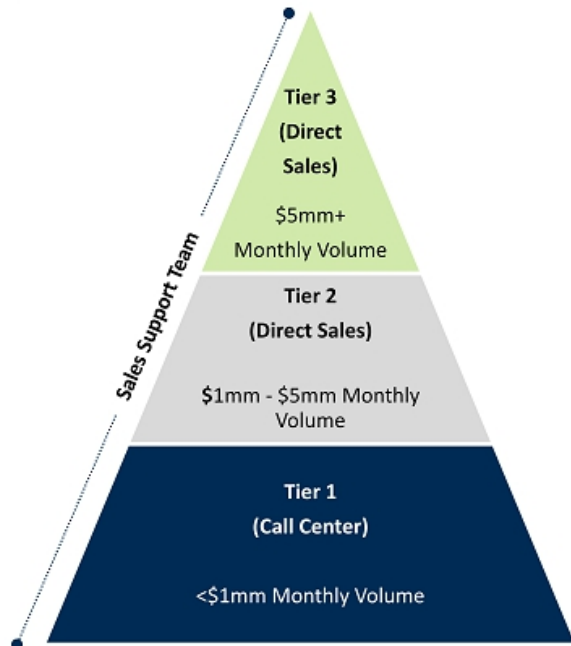 Tier 3
(Direct
Sales)
$5mm+
Monthly Volume
Sales Support Team
Tier 2
(Direct Sales)
$1mm - $5mm Monthly
Volume
Tier 1
(Call Center)
<$1mm Monthly Volume